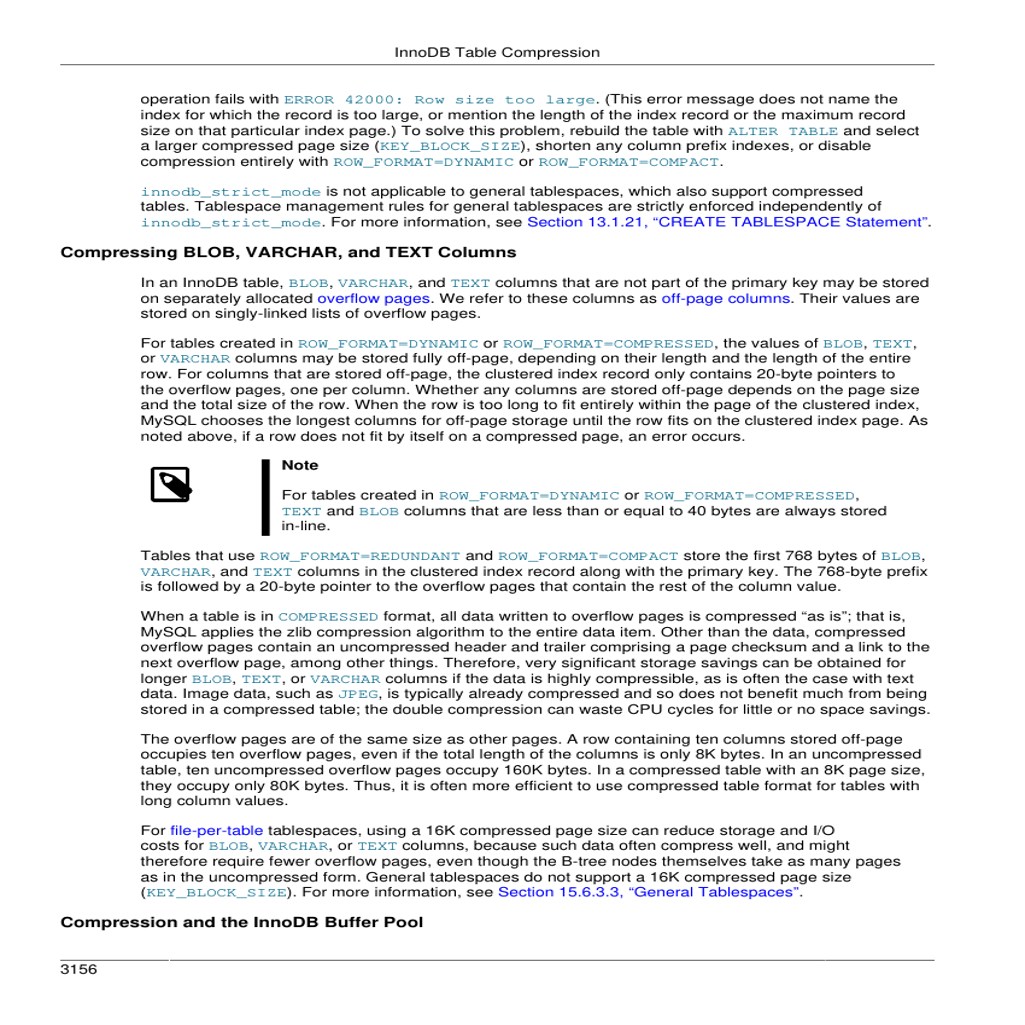 InnoDB Table Compression
operation fails with ERROR 42000: Row size too large. (This error message does not name the
index for which the record is too large, or mention the length of the index record or the maximum record
size on that particular index page.) To solve this problem, rebuild the table with ALTER TABLE and select
a larger compressed page size (KEY_BLOCK_SIZE), shorten any column prefix indexes, or disable
compression entirely with ROW_FORMAT=DYNAMIC or ROW_FORMAT=COMPACT.
innodb_strict_mode is not applicable to general tablespaces, which also support compressed
tables. Tablespace management rules for general tablespaces are strictly enforced independently of
innodb_strict_mode. For more information, see Section 13.1.21, “CREATE TABLESPACE Statement”.
Compressing BLOB, VARCHAR, and TEXT Columns
In an InnoDB table, BLOB, VARCHAR, and TEXT columns that are not part of the primary key may be stored
on separately allocated overflow pages. We refer to these columns as off-page columns. Their values are
stored on singly-linked lists of overflow pages.
For tables created in ROW_FORMAT=DYNAMIC or ROW_FORMAT=COMPRESSED, the values of BLOB, TEXT,
or VARCHAR columns may be stored fully off-page, depending on their length and the length of the entire
row. For columns that are stored off-page, the clustered index record only contains 20-byte pointers to
the overflow pages, one per column. Whether any columns are stored off-page depends on the page size
and the total size of the row. When the row is too long to fit entirely within the page of the clustered index,
MySQL chooses the longest columns for off-page storage until the row fits on the clustered index page. As
noted above, if a row does not fit by itself on a compressed page, an error occurs.
Note
For tables created in ROW_FORMAT=DYNAMIC or ROW_FORMAT=COMPRESSED,
TEXT and BLOB columns that are less than or equal to 40 bytes are always stored
in-line.
Tables that use ROW_FORMAT=REDUNDANT and ROW_FORMAT=COMPACT store the first 768 bytes of BLOB,
VARCHAR, and TEXT columns in the clustered index record along with the primary key. The 768-byte prefix
is followed by a 20-byte pointer to the overflow pages that contain the rest of the column value.
When a table is in COMPRESSED format, all data written to overflow pages is compressed “as is”; that is,
MySQL applies the zlib compression algorithm to the entire data item. Other than the data, compressed
overflow pages contain an uncompressed header and trailer comprising a page checksum and a link to the
next overflow page, among other things. Therefore, very significant storage savings can be obtained for
longer BLOB, TEXT, or VARCHAR columns if the data is highly compressible, as is often the case with text
data. Image data, such as JPEG, is typically already compressed and so does not benefit much from being
stored in a compressed table; the double compression can waste CPU cycles for little or no space savings.
The overflow pages are of the same size as other pages. A row containing ten columns stored off-page
occupies ten overflow pages, even if the total length of the columns is only 8K bytes. In an uncompressed
table, ten uncompressed overflow pages occupy 160K bytes. In a compressed table with an 8K page size,
they occupy only 80K bytes. Thus, it is often more efficient to use compressed table format for tables with
long column values.
For file-per-table tablespaces, using a 16K compressed page size can reduce storage and I/O
costs for BLOB, VARCHAR, or TEXT columns, because such data often compress well, and might
therefore require fewer overflow pages, even though the B-tree nodes themselves take as many pages
as in the uncompressed form. General tablespaces do not support a 16K compressed page size
(KEY_BLOCK_SIZE). For more information, see Section 15.6.3.3, “General Tablespaces”.
Compression and the InnoDB Buffer Pool
3156